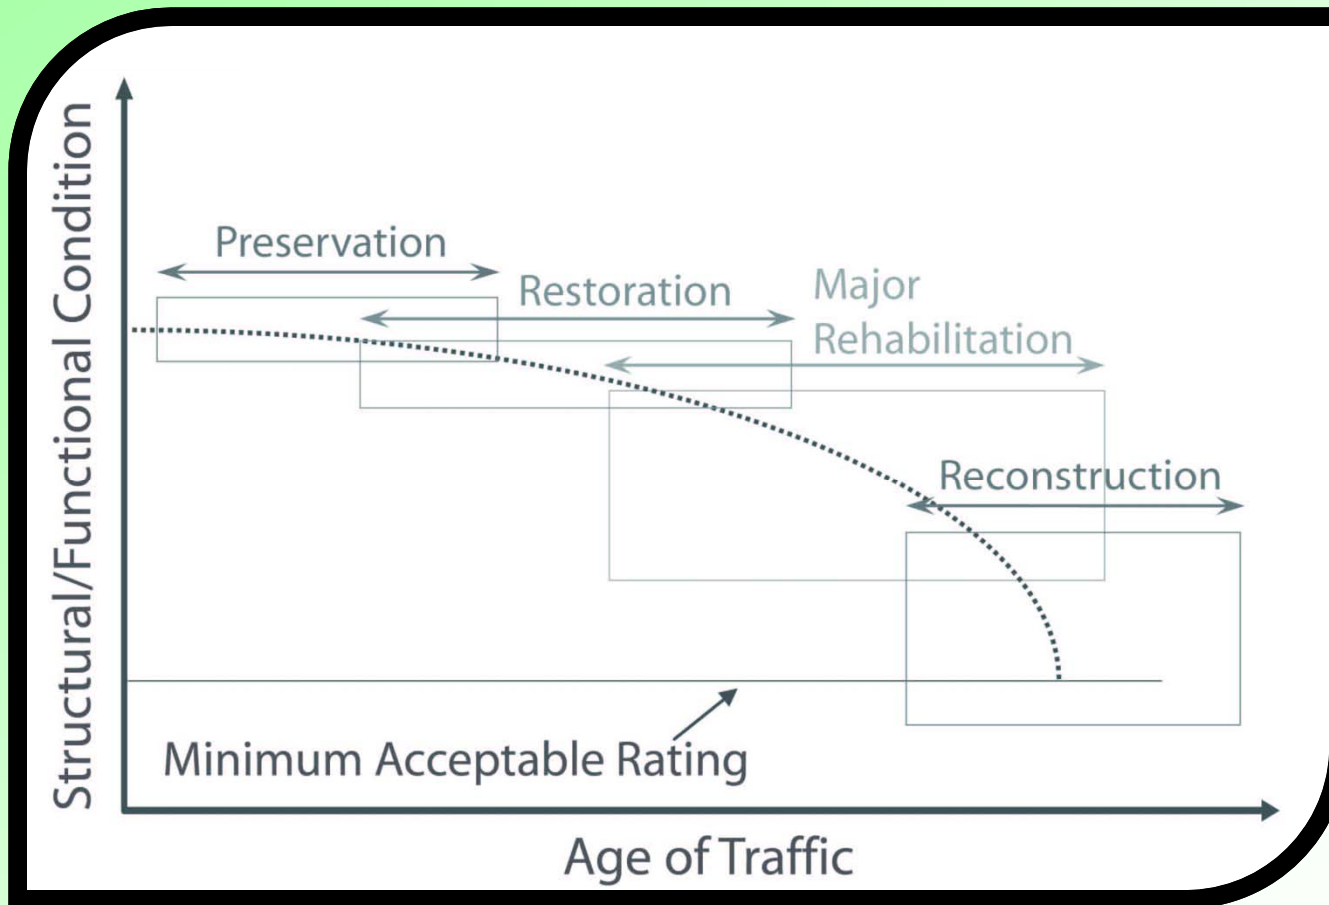 Structural/Functional Condition
Preservation
Restoration
Major
Rehabilitation
Reconstruction
Minimum Acceptable Rating
Age of Traffic